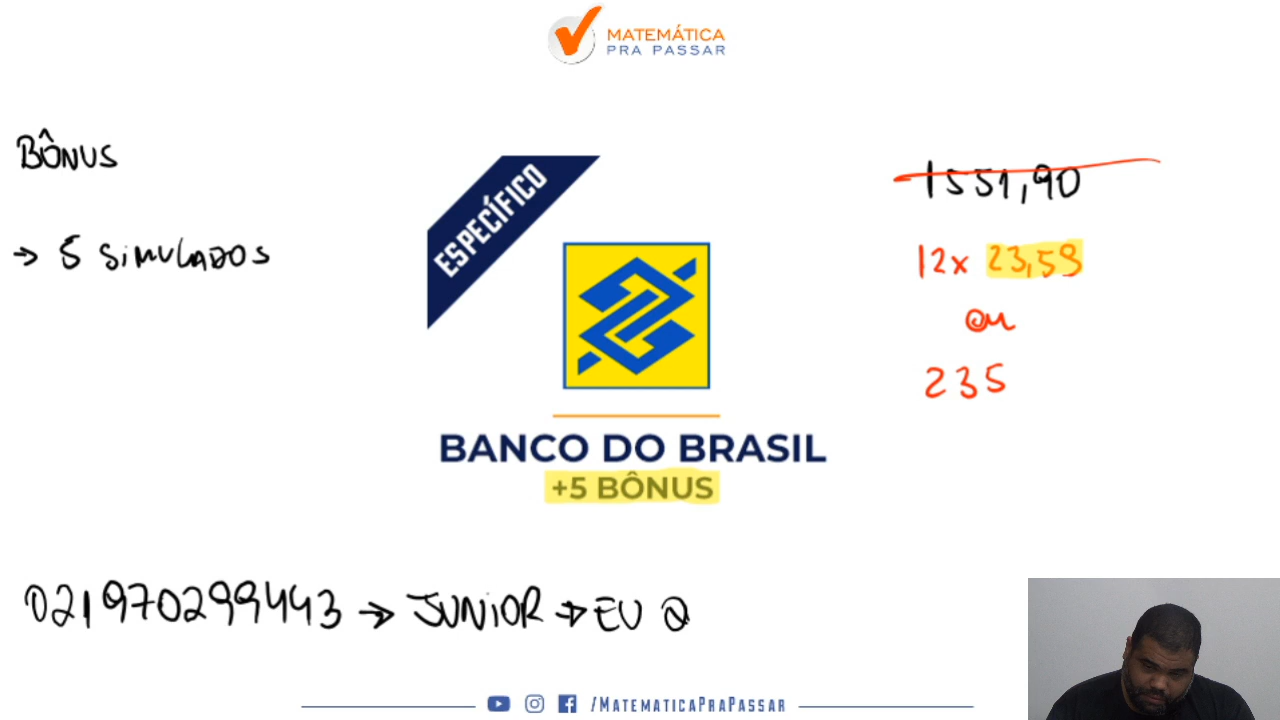 MATEMÁTICA
PRA PASSAR
BÔNUS
→ 5 SIMULADOS
ESPECÍFICO
1551,90
12x 23,59
ou
235
BANCO DO BRASIL
+5 BÔNUS
021970299443 → JUNIOR → EU Q
/MATEMATICAPRAPASSAR